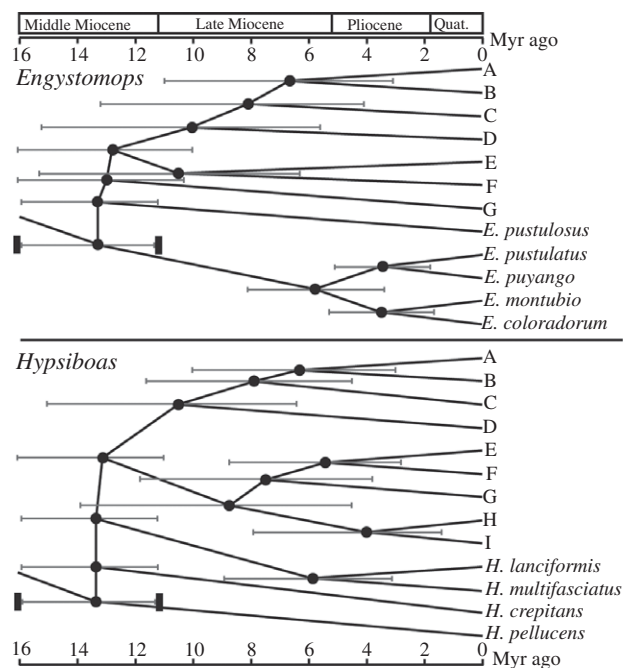 Middle Miocene Late Miocene Pliocene Quat.
16 14 12 10 8 6 4 2 0 Myr ago
Engystomops
A
B
C
D
E
F
G
E. pustulosus
E. pustulatus
E. puyango
E. montubio
E. coloradorum
Hypsiboas
A
B
C
D
E
F
G
H
I
H. lanciformis
H. multifasciatus
H. crepitans
H. pellucens
16 14 12 10 8 6 4 2 0 Myr ago